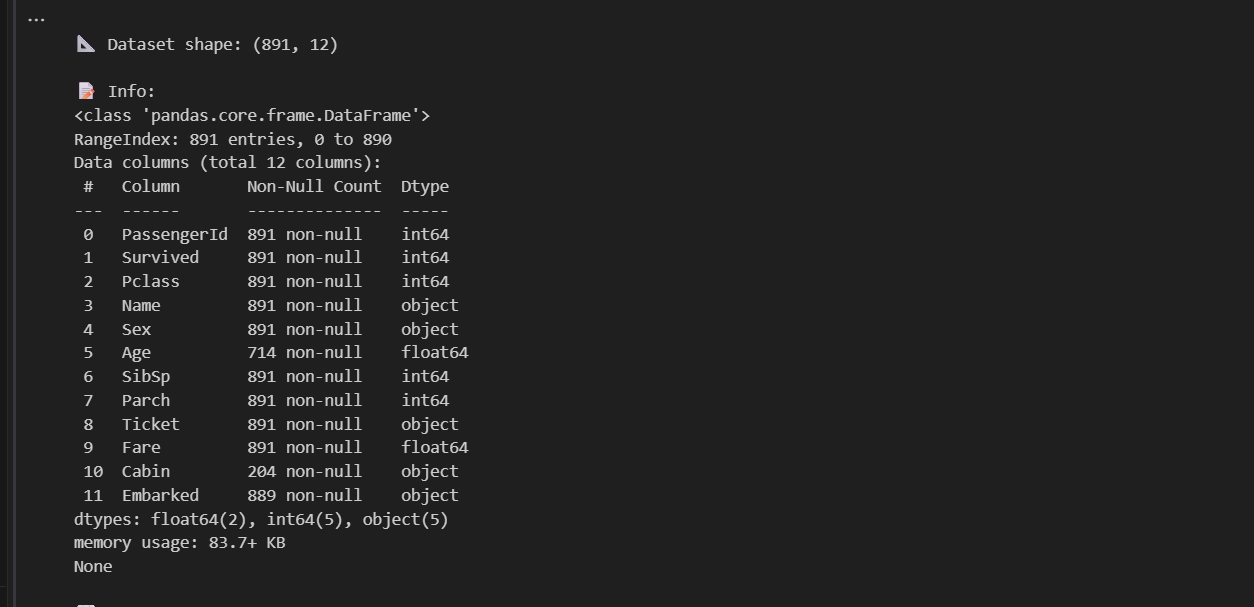 ...
📐 Dataset shape: (891, 12)
📝 Info:
<class 'pandas.core.frame.DataFrame'>
RangeIndex: 891 entries, 0 to 890
Data columns (total 12 columns):
 #   Column       Non-Null Count  Dtype
---  ------       --------------  -----
 0   PassengerId  891 non-null    int64
 1   Survived     891 non-null    int64
 2   Pclass       891 non-null    int64
 3   Name         891 non-null    object
 4   Sex          891 non-null    object
 5   Age          714 non-null    float64
 6   SibSp        891 non-null    int64
 7   Parch        891 non-null    int64
 8   Ticket       891 non-null    object
 9   Fare         891 non-null    float64
 10  Cabin        204 non-null    object
 11  Embarked     889 non-null    object
dtypes: float64(2), int64(5), object(5)
memory usage: 83.7+ KB
None